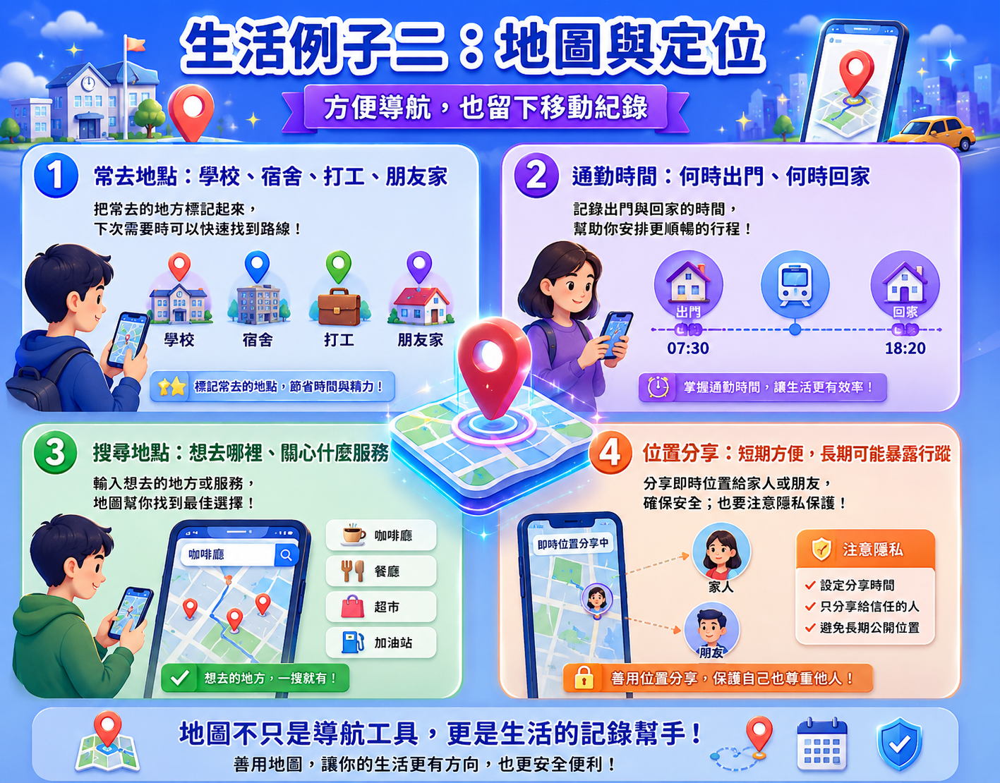 生活例子二：地圖與定位
方便導航，也留下移動紀錄
1
常去地點：學校、宿舍、打工、朋友家
把常去的地方標記起來，
下次需要時可以快速找到路線！
學校
宿舍
打工
朋友家
標記常去的地點，節省時間與精力！
2
通勤時間：何時出門、何時回家
記錄出門與回家的時間，
幫助你安排更順暢的行程！
出門
回家
07:30
18:20
掌握通勤時間，讓生活更有效率！
3
搜尋地點：想去哪裡、關心什麼服務
輸入想去的地方或服務，
地圖幫你找到最佳選擇！
咖啡廳
咖啡廳
餐廳
超市
加油站
想去的地方，一搜就有！
4
位置分享：短期方便，長期可能暴露行蹤
分享即時位置給家人或朋友，
確保安全；也要注意隱私保護！
即時位置分享中
家人
朋友
注意隱私
設定分享時間
只分享給信任的人
避免長期公開位置
善用位置分享，保護自己也尊重他人！
地圖不只是導航工具，更是生活的記錄幫手！
善用地圖，讓你的生活更有方向，也更安全便利！